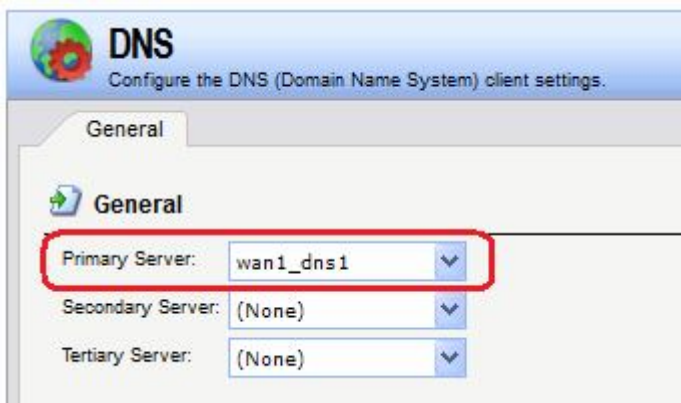 DNS
Configure the DNS (Domain Name System) client settings.
General
General
Primary Server: wan1_dns1
Secondary Server: (None)
Tertiary Server: (None)